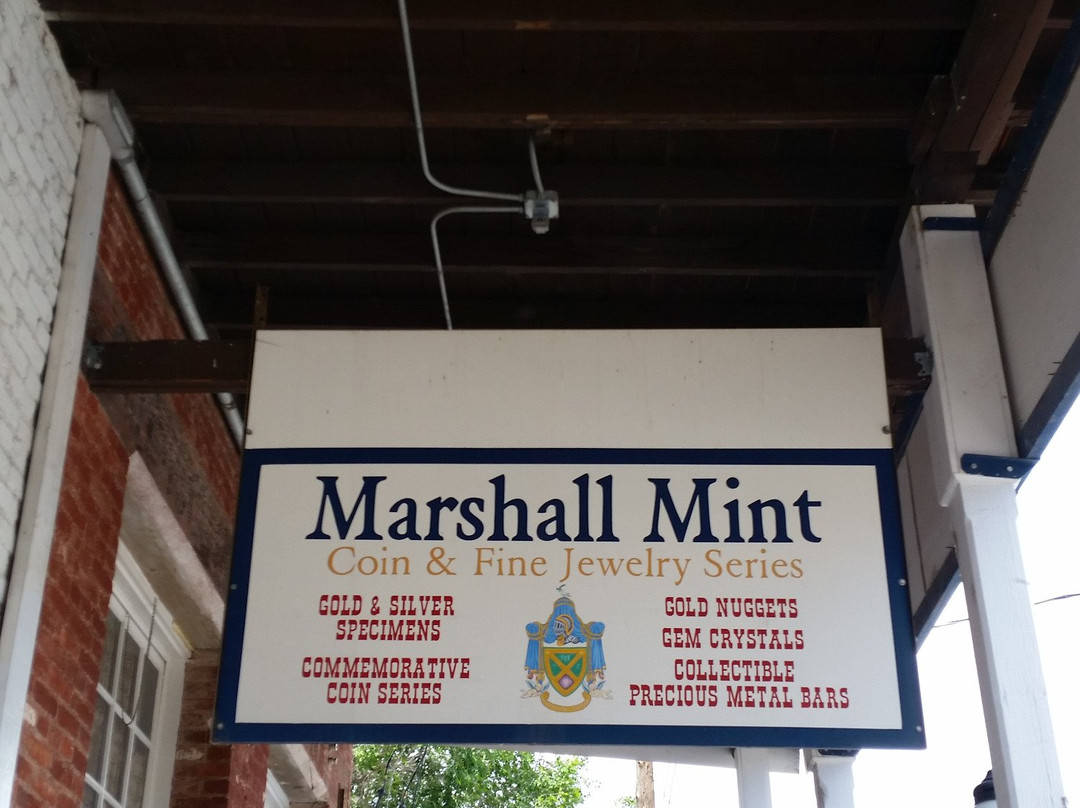 Marshall Mint
Coin & Fine Jewelry Series
GOLD & SILVER
SPECIMENS
COMMEMORATIVE
COIN SERIES
GOLD NUGGETS
GEM CRYSTALS
COLLECTIBLE
PRECIOUS METAL BARS